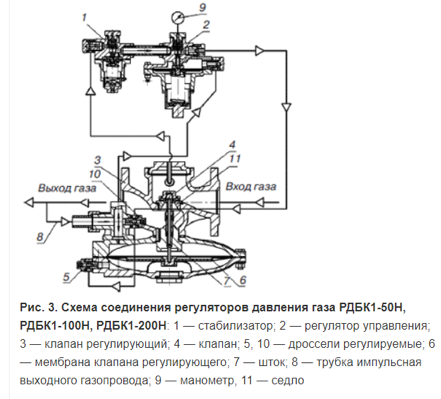 1
9
2
4
11
3
10
Выход газа
Вход газа
8
5
7
6
Рис. 3. Схема соединения регуляторов давления газа РДБК1-50Н,
РДБК1-100Н, РДБК1-200Н: 1 — стабилизатор; 2 — регулятор управления;
3 — клапан регулирующий; 4 — клапан; 5, 10 — дроссели регулируемые; 6
— мембрана клапана регулирующего; 7 — шток; 8 — трубка импульсная
выходного газопровода; 9 — манометр, 11 — седло